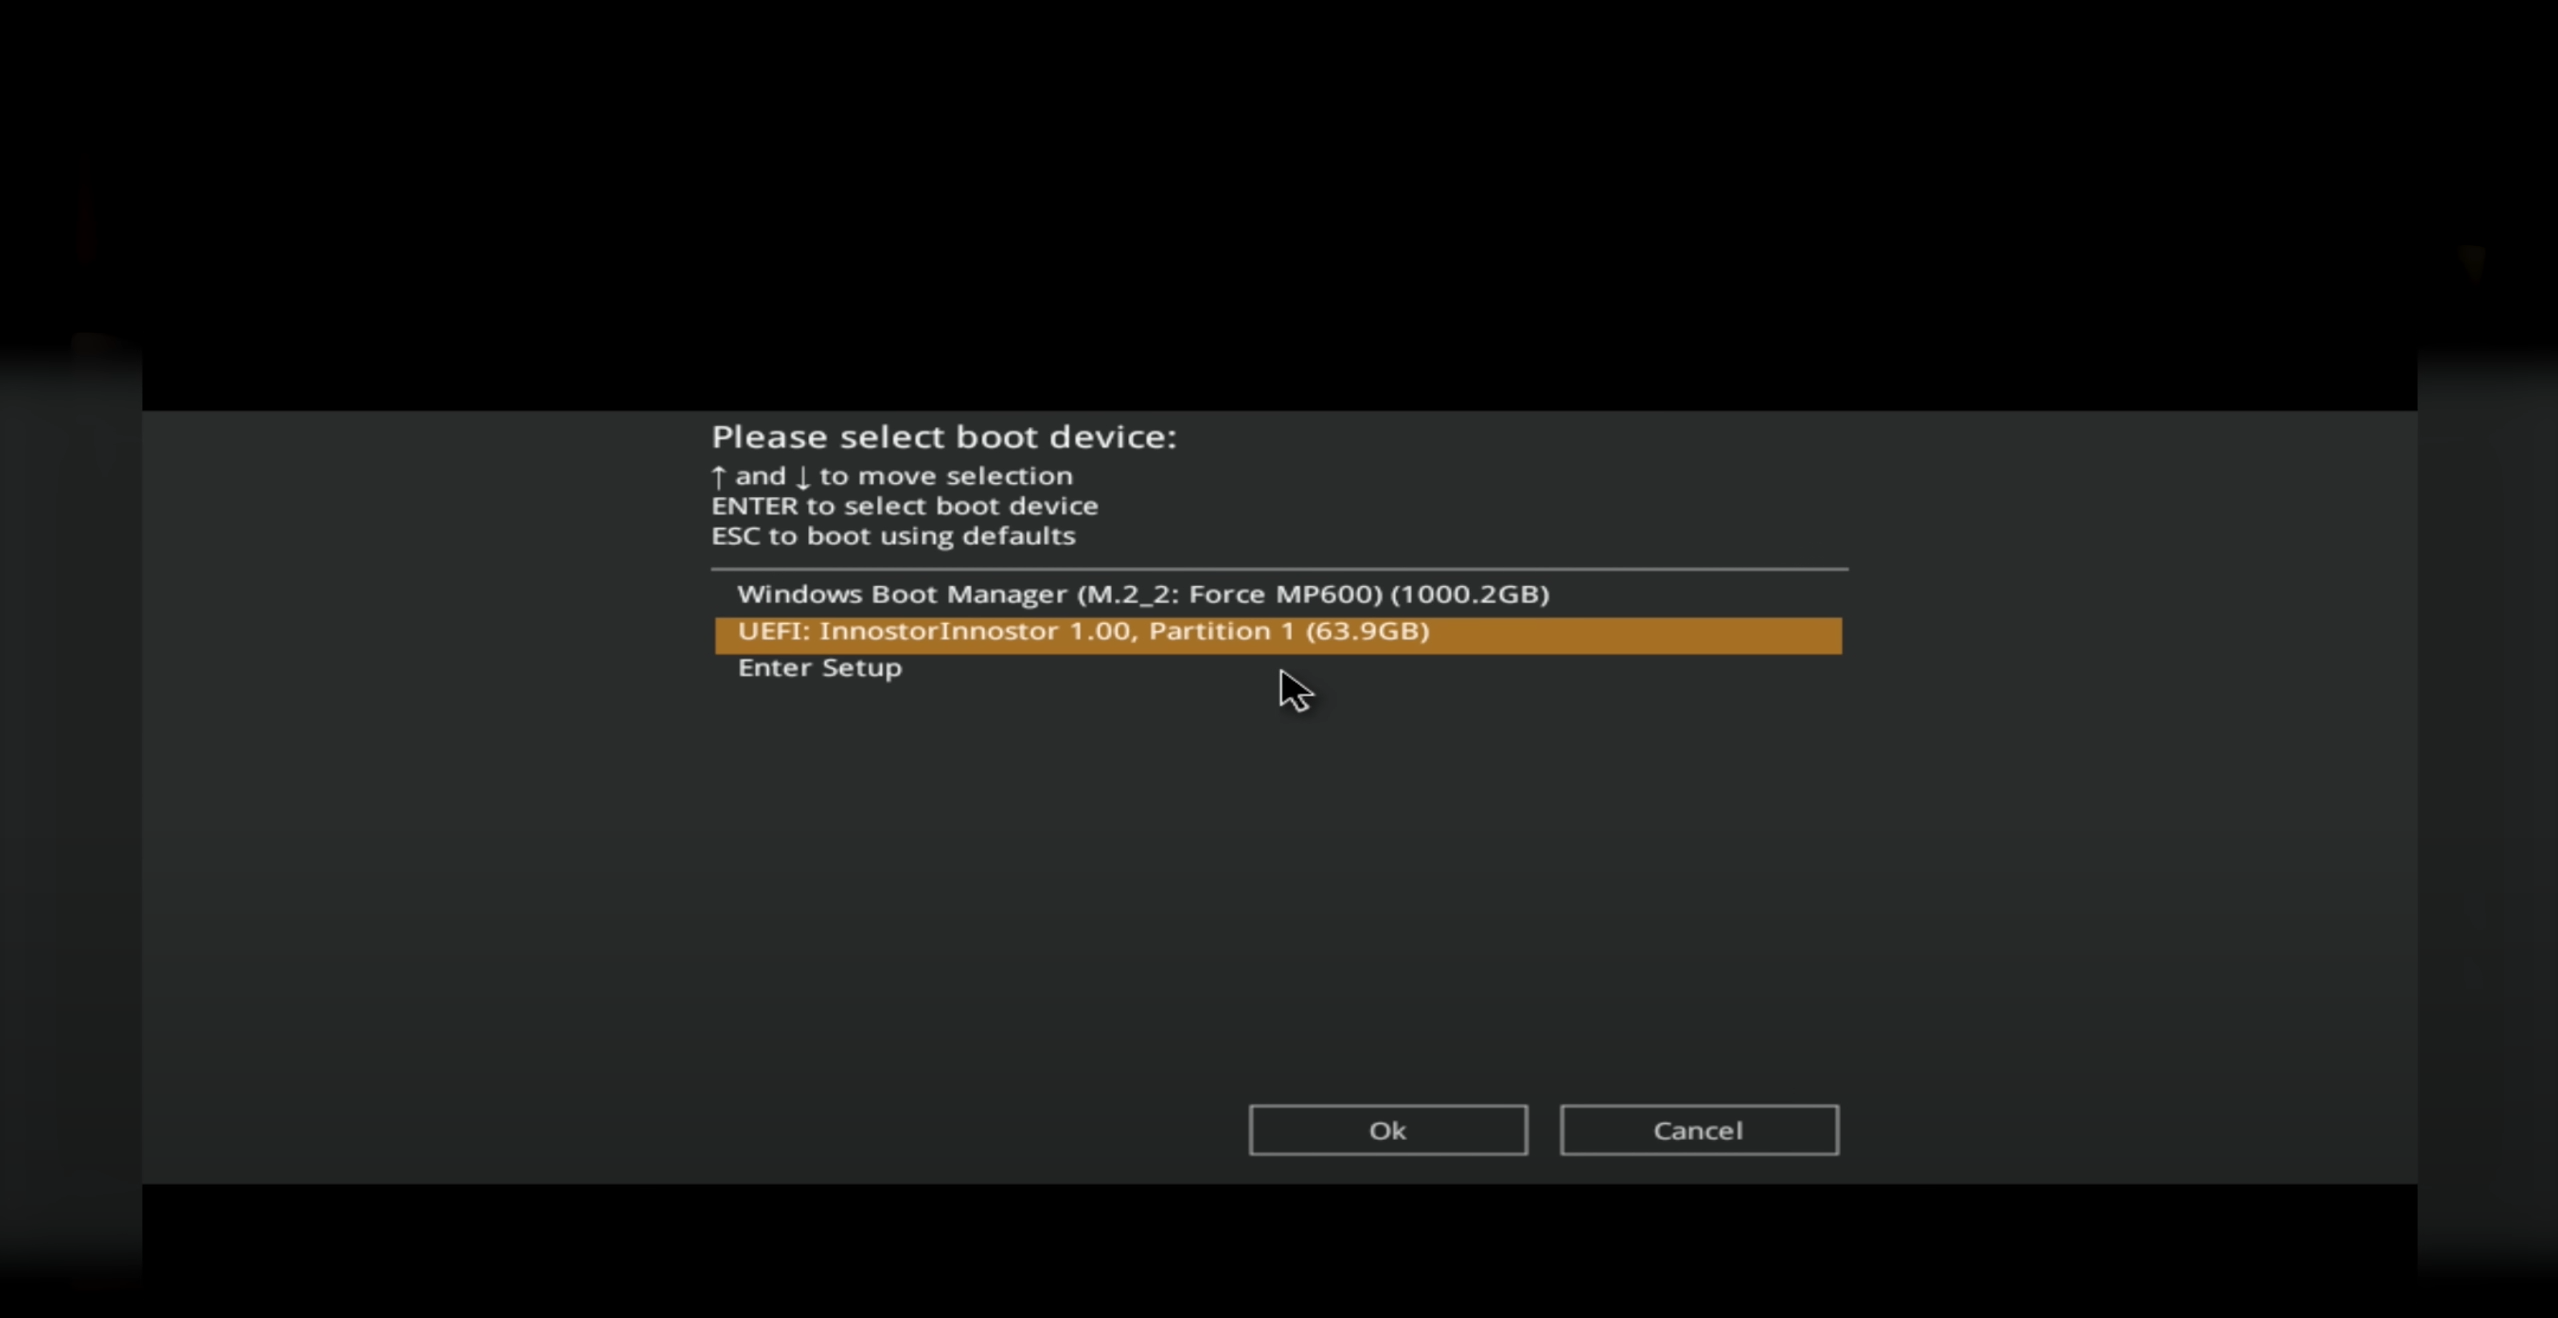 Please select boot device:
↑ and ↓ to move selection
ENTER to select boot device
ESC to boot using defaults
Windows Boot Manager (M.2_2: Force MP600) (1000.2GB)
UEFI: InnostorInnostor 1.00, Partition 1 (63.9GB)
Enter Setup
Ok
Cancel